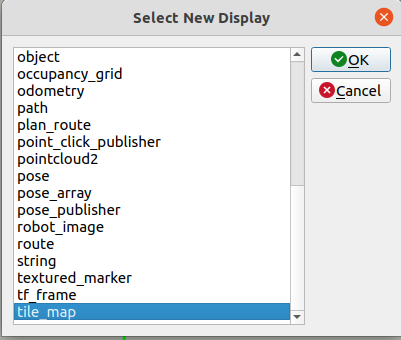 Select New Display
object
occupancy_grid
odometry
path
plan_route
point_click_publisher
pointcloud2
pose
pose_array
pose_publisher
robot_image
route
string
textured_marker
tf_frame
tile_map
OK
Cancel